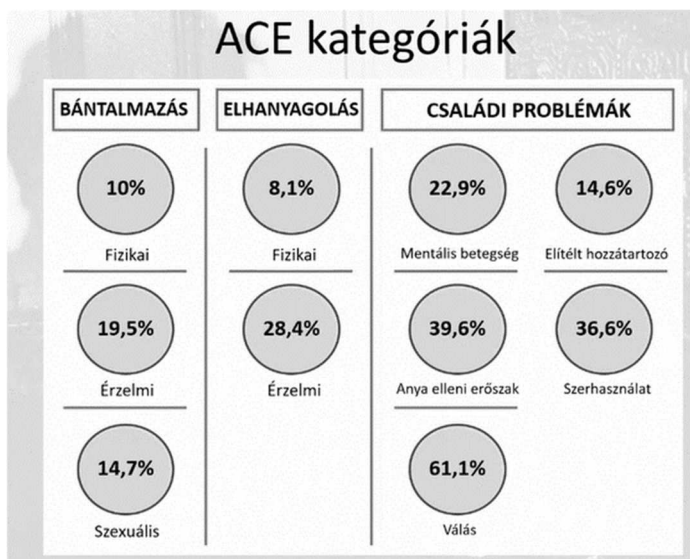 ACE kategóriák
BÁNTALMAZÁS
10%
Fizikai
19,5%
Érzelmi
14,7%
Szexuális
ELHANYAGOLÁS
8,1%
Fizikai
28,4%
Érzelmi
CSALÁDI PROBLÉMÁK
22,9%
Mentális betegség
14,6%
Elítélt hozzátartozó
39,6%
Anya elleni erőszak
36,6%
Szerhasználat
61,1%
Válás